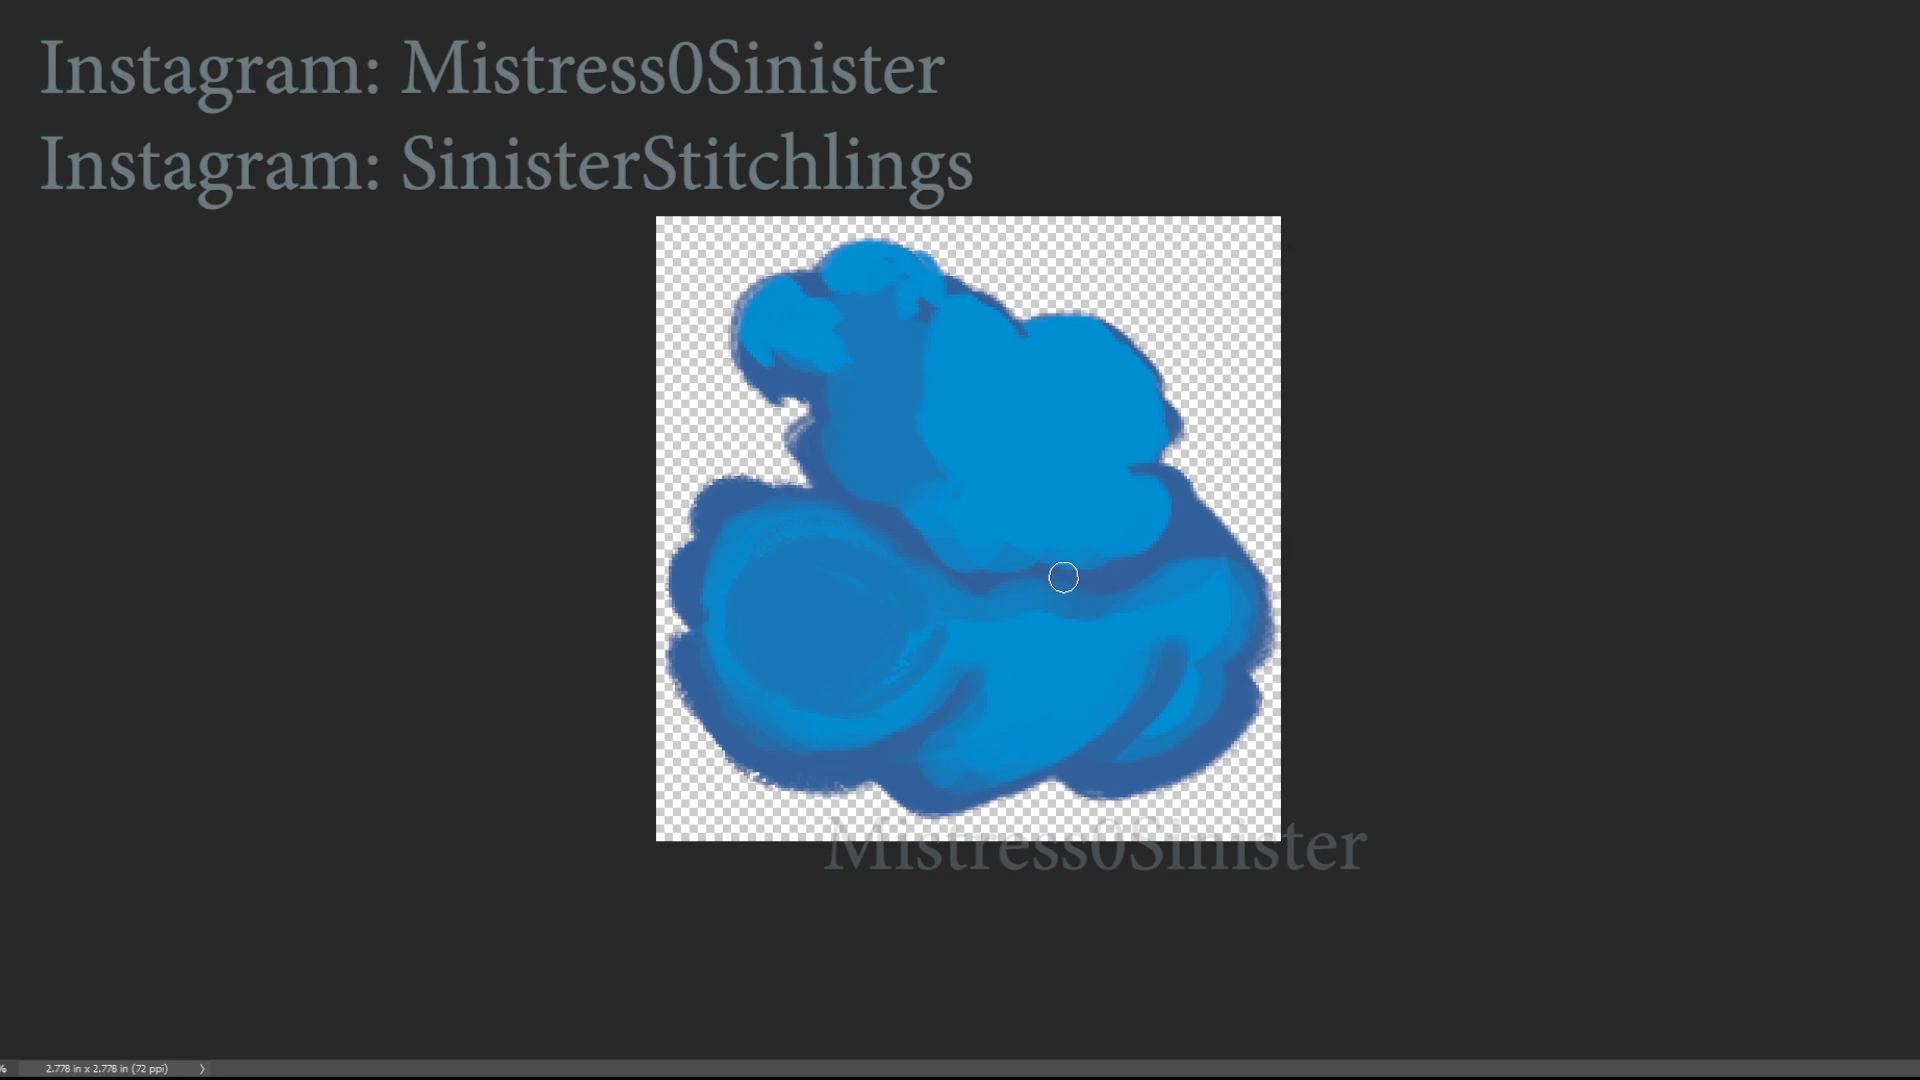 Instagram: Mistress0Sinister
Instagram: SinisterStitchlings
Mistress0Sinister
2.778 in x 2.778 in (72 ppi)